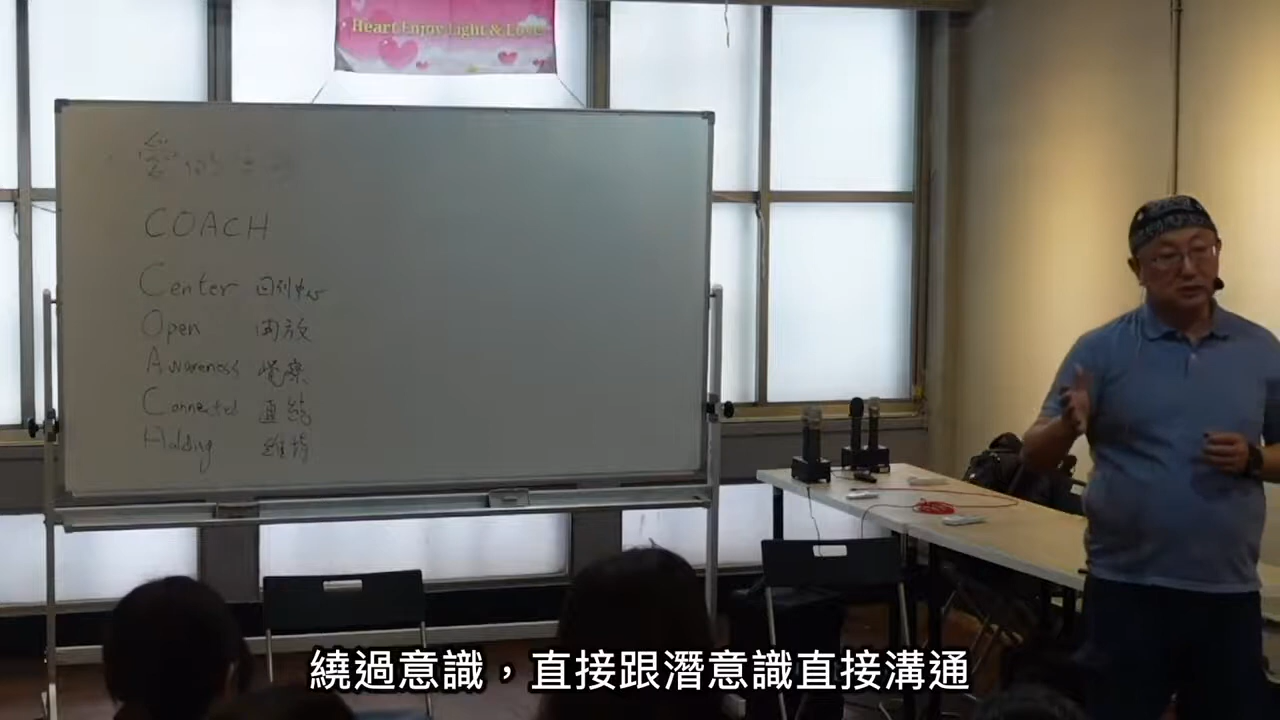 Heart Enjoy Light & Love
COACH
Center 回到中心
Open 開放
Awareness 覺察
Connected 連結
Holding 維持
繞過意識，直接跟潛意識直接溝通